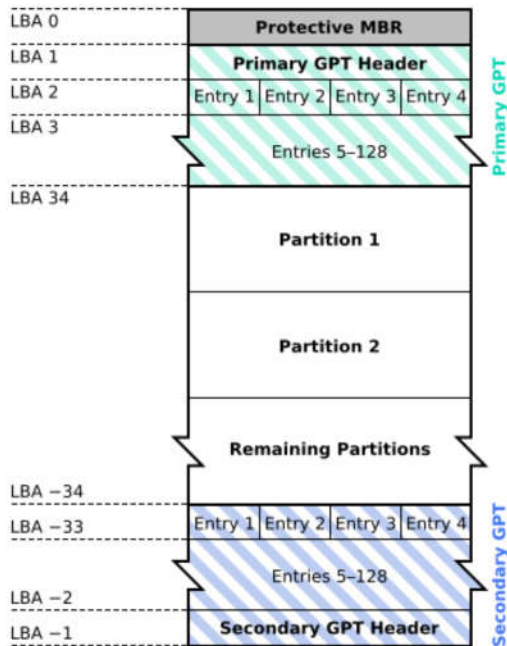 LBA 0
Protective MBR
LBA 1
Primary GPT Header
LBA 2
Entry 1 Entry 2 Entry 3 Entry 4
LBA 3
Entries 5–128
Primary GPT
LBA 34
Partition 1
Partition 2
Remaining Partitions
LBA −34
LBA −33
Entry 1 Entry 2 Entry 3 Entry 4
Entries 5–128
LBA −2
Secondary GPT Header
LBA −1
Secondary GPT